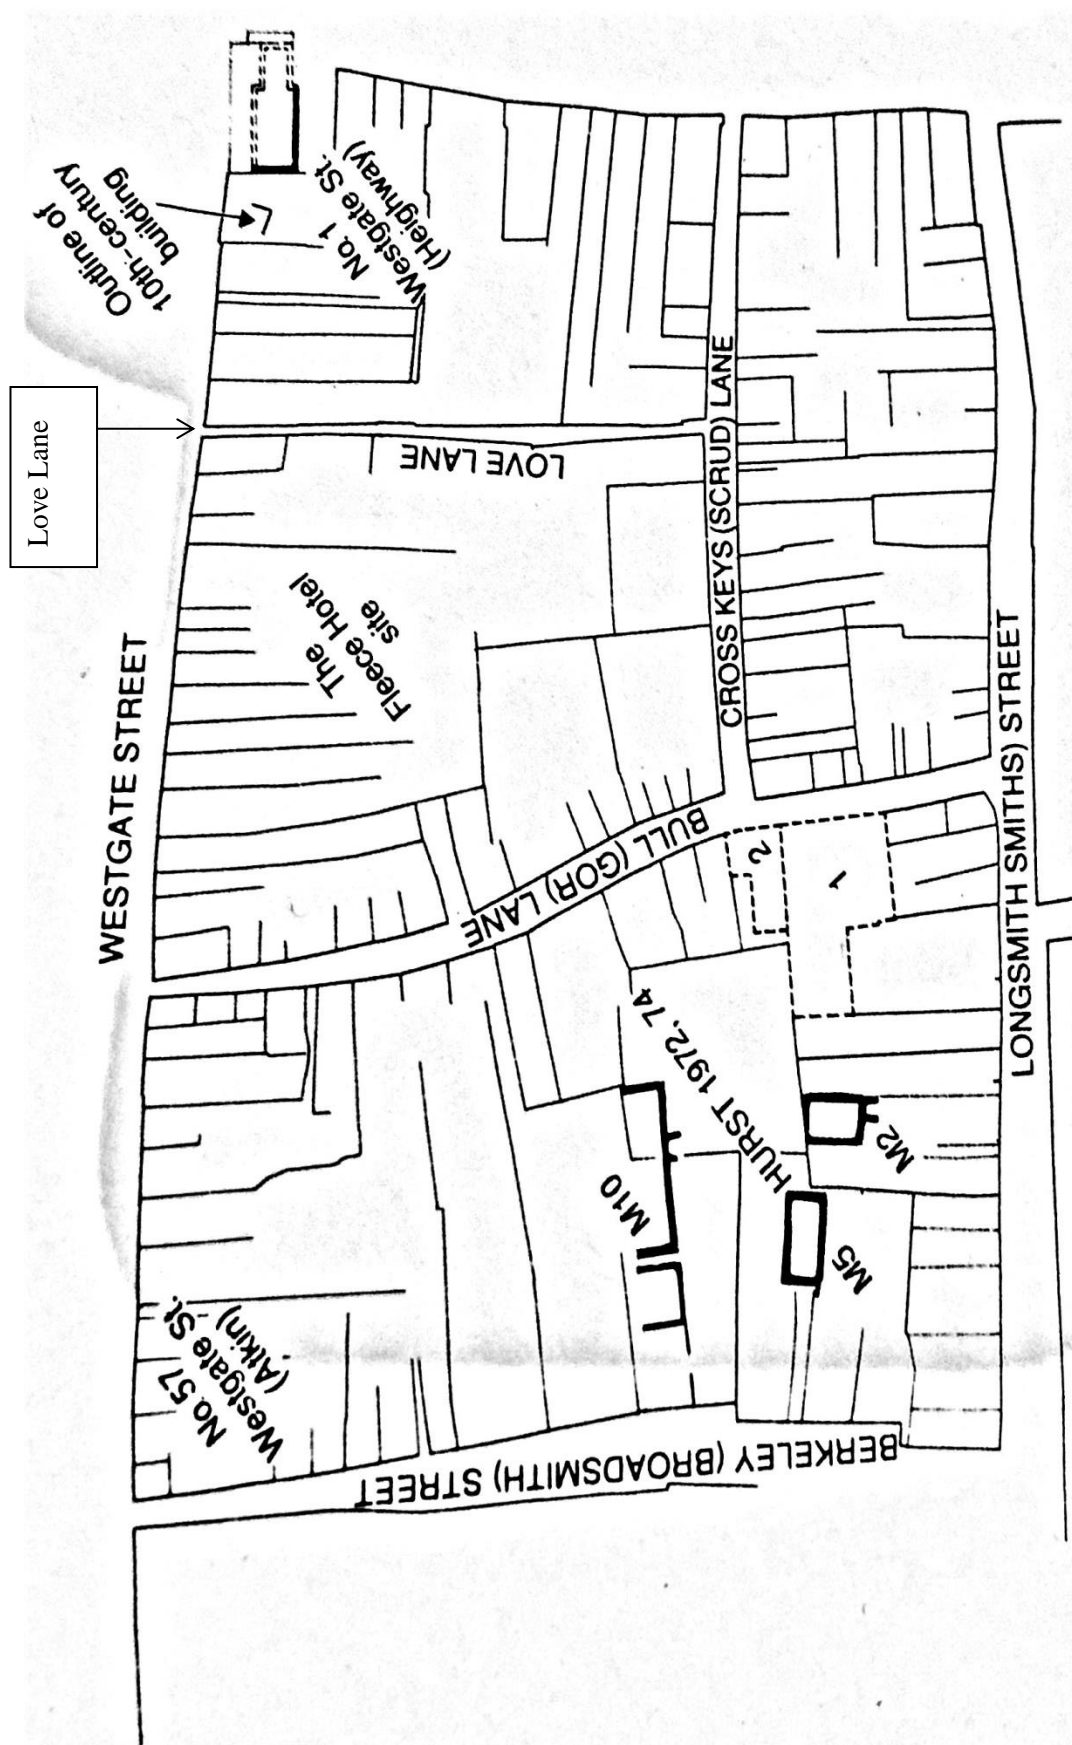 Love Lane
Outline of
10th-century
building
No. 1
Westgate St.
(Heighway)
WESTGATE STREET
LOVE LANE
The
Fleece Hotel
site
CROSS KEYS (SCRUD) LANE
BULL (GOR) LANE
LONGSMITH SMITHS) STREET
2
1
HURST 1972, 74
M10
M2
M5
No. 57
Westgate St.
(Atkin)
BERKELEY (BROADSMITH) STREET